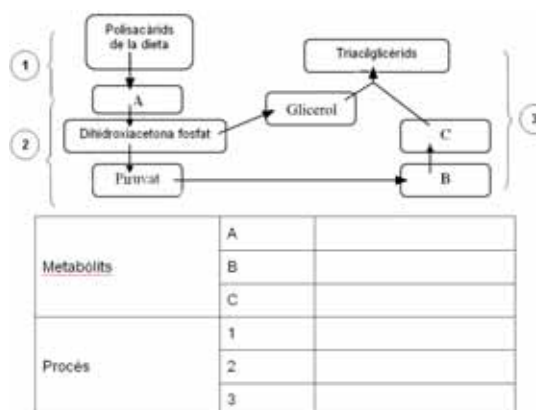 Polisacàrids
de la dieta
Triacilglicèrids
1
A
Glicerol
3
2
Dihidroxiacetona fosfat
C
Piruvat
B
Metabòlits
A
B
C
Procés
1
2
3